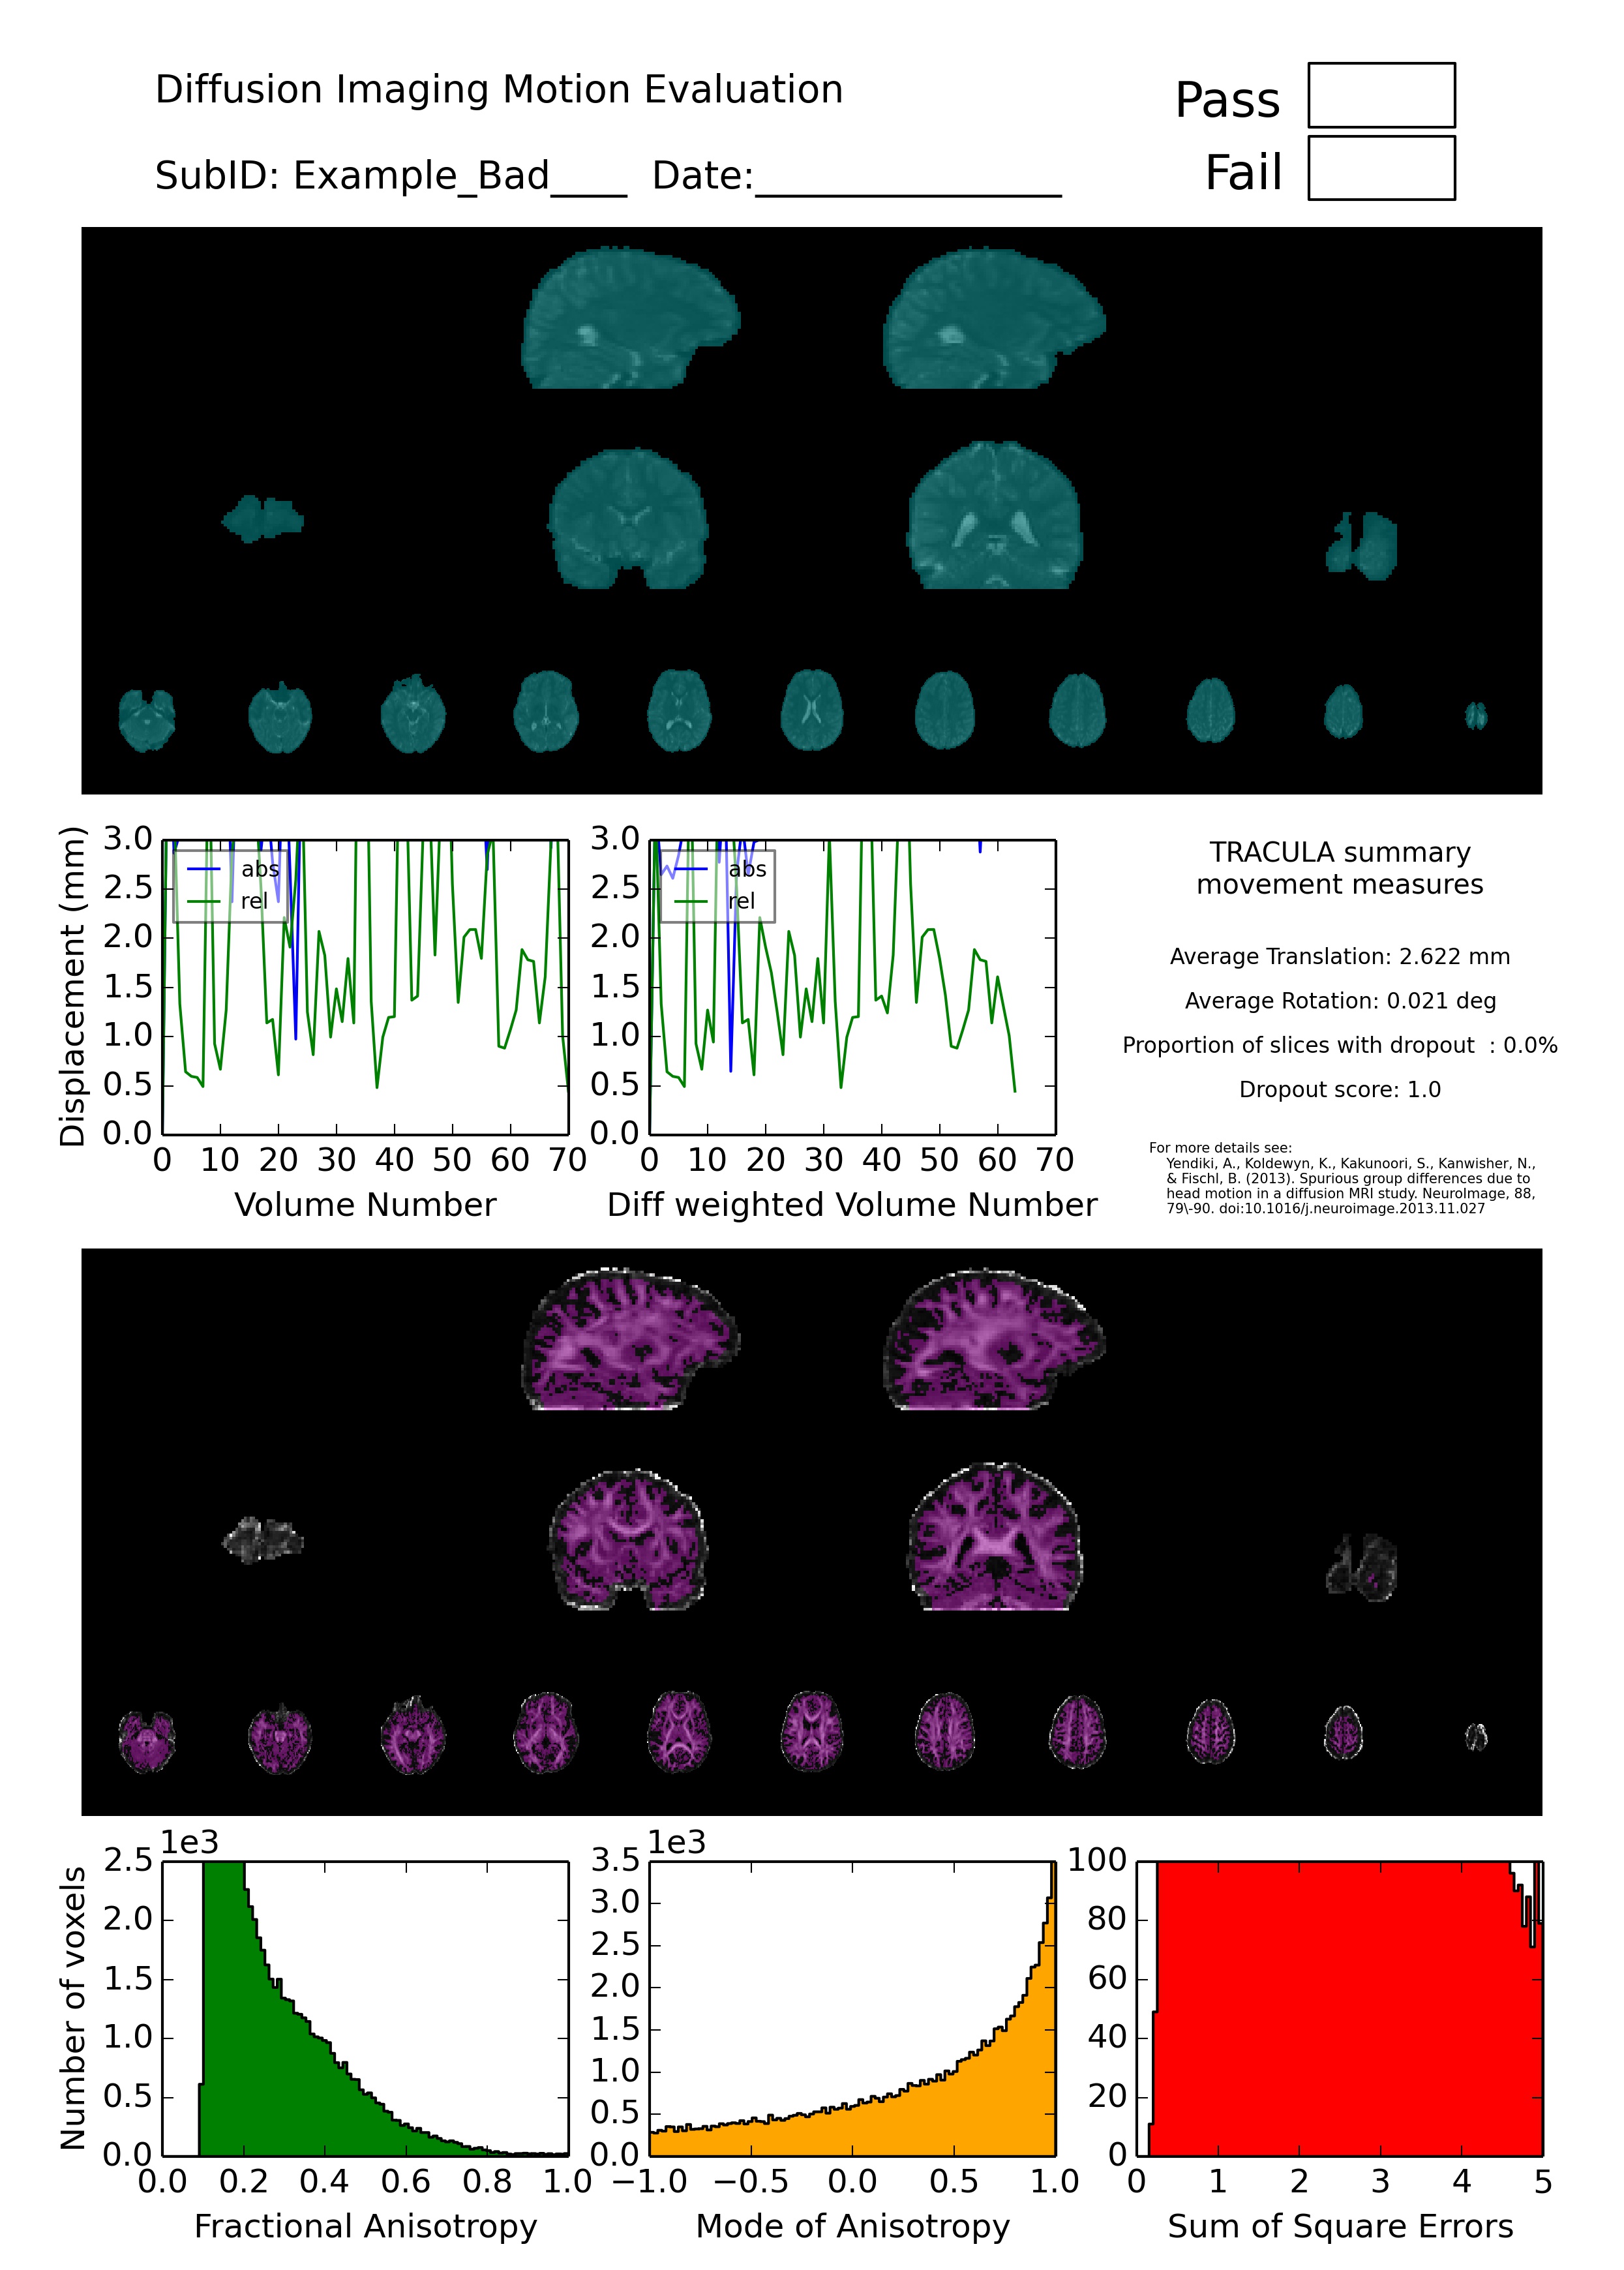 Diffusion Imaging Motion Evaluation
Pass
SubID: Example_Bad____ Date:________________
Fail
3.0
2.5
2.0
1.5
1.0
0.5
0.0
Displacement (mm)
abs
rel
0 10 20 30 40 50 60 70
Volume Number
3.0
2.5
2.0
1.5
1.0
0.5
0.0
abs
rel
0 10 20 30 40 50 60 70
Diff weighted Volume Number
TRACULA summary
movement measures
Average Translation: 2.622 mm
Average Rotation: 0.021 deg
Proportion of slices with dropout : 0.0%
Dropout score: 1.0
For more details see:
Yendiki, A., Koldewyn, K., Kakunoori, S., Kanwisher, N.,
& Fischl, B. (2013). Spurious group differences due to
head motion in a diffusion MRI study. NeuroImage, 88,
79\-90. doi:10.1016/j.neuroimage.2013.11.027
1e3
2.5
2.0
1.5
1.0
0.5
0.0
Number of voxels
0.0 0.2 0.4 0.6 0.8 1.0
Fractional Anisotropy
1e3
3.5
3.0
2.5
2.0
1.5
1.0
0.5
0.0
−1.0 −0.5 0.0 0.5 1.0
Mode of Anisotropy
100
80
60
40
20
0
0 1 2 3 4 5
Sum of Square Errors